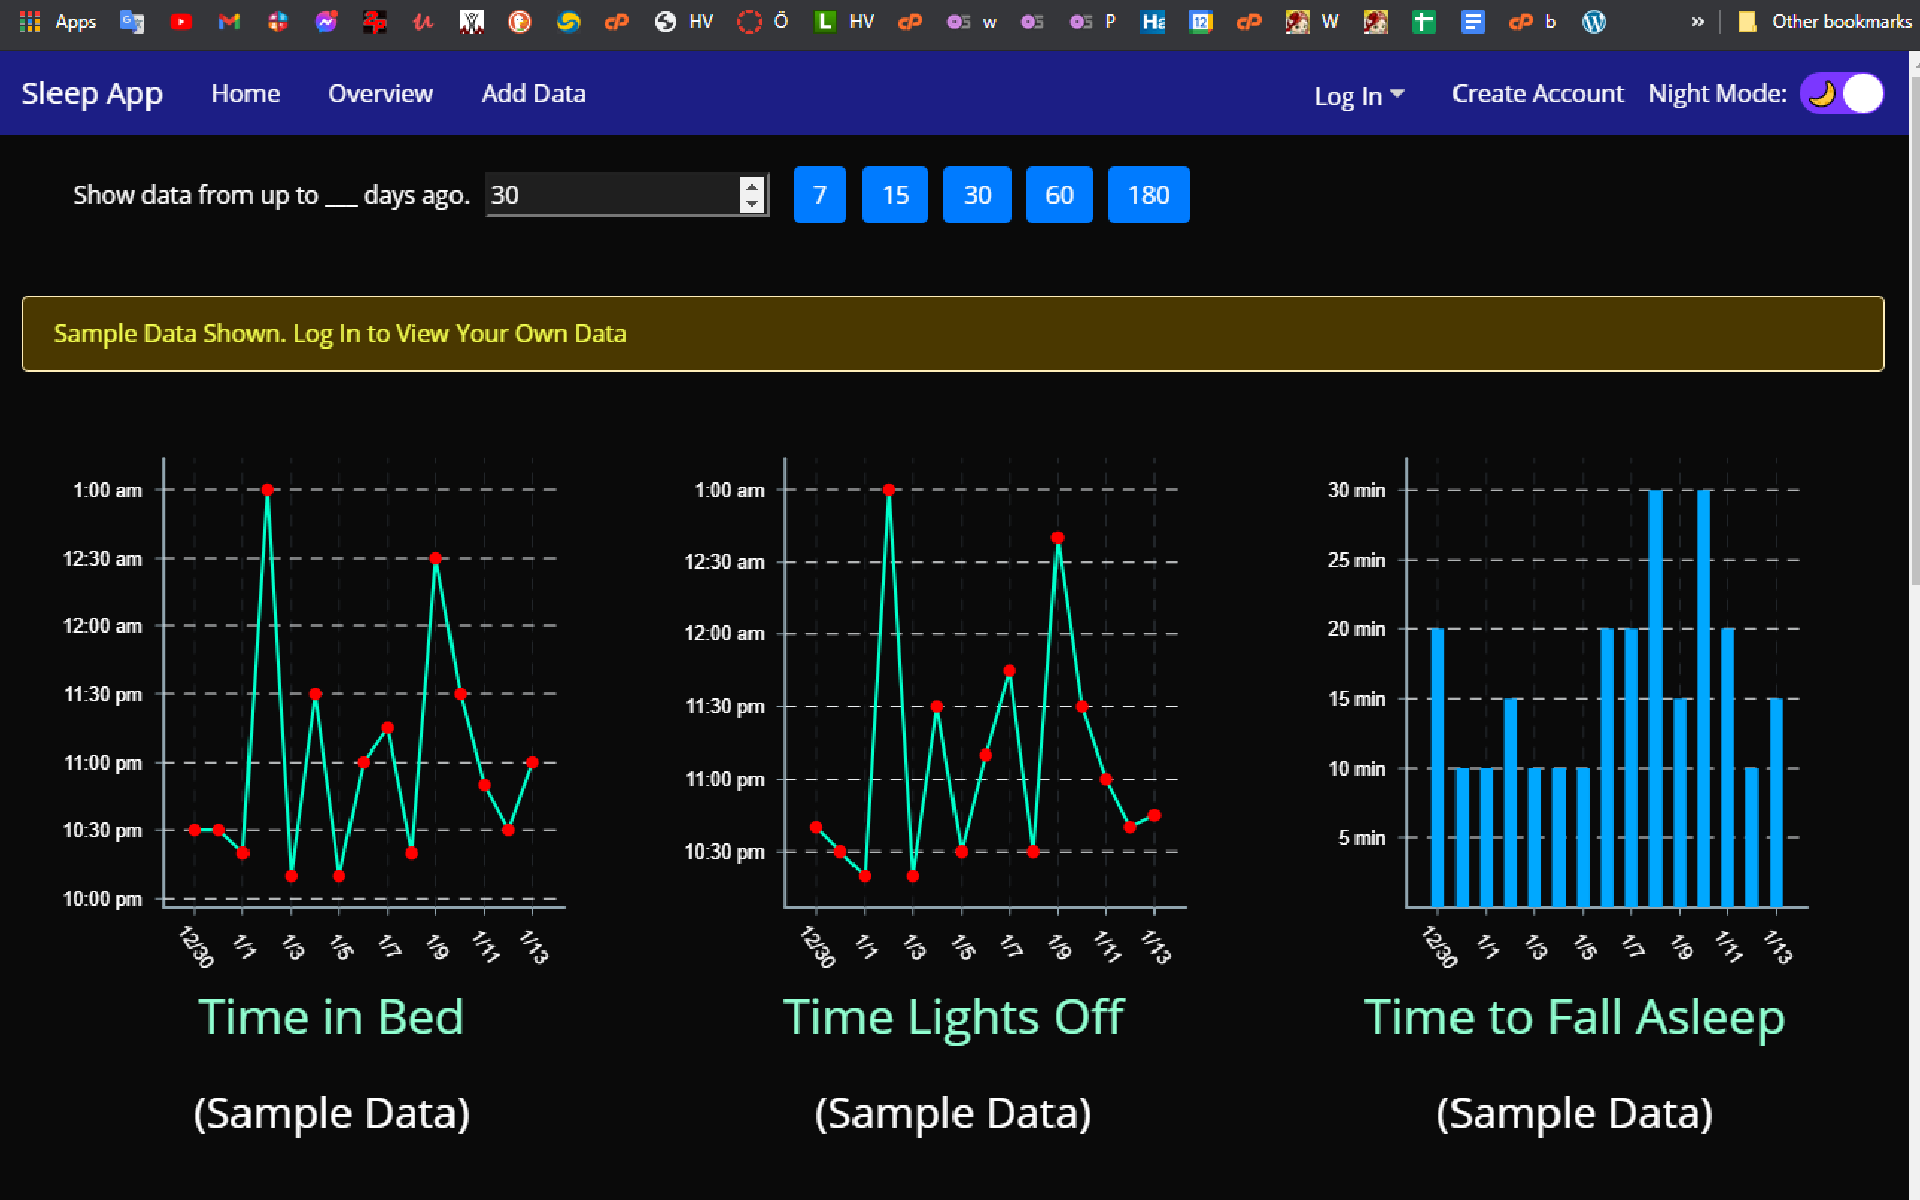 Apps HV Ö HV w P W b » Other bookmarks
Sleep App Home Overview Add Data Log In Create Account Night Mode:
Show data from up to ___ days ago. 30 7 15 30 60 180
Sample Data Shown. Log In to View Your Own Data
1:00 am
12:30 am
12:00 am
11:30 pm
11:00 pm
10:30 pm
10:00 pm
12/30 1/1 1/3 1/5 1/7 1/9 1/11 1/13
Time in Bed
(Sample Data)
1:00 am
12:30 am
12:00 am
11:30 pm
11:00 pm
10:30 pm
12/30 1/1 1/3 1/5 1/7 1/9 1/11 1/13
Time Lights Off
(Sample Data)
30 min
25 min
20 min
15 min
10 min
5 min
12/30 1/1 1/3 1/5 1/7 1/9 1/11 1/13
Time to Fall Asleep
(Sample Data)